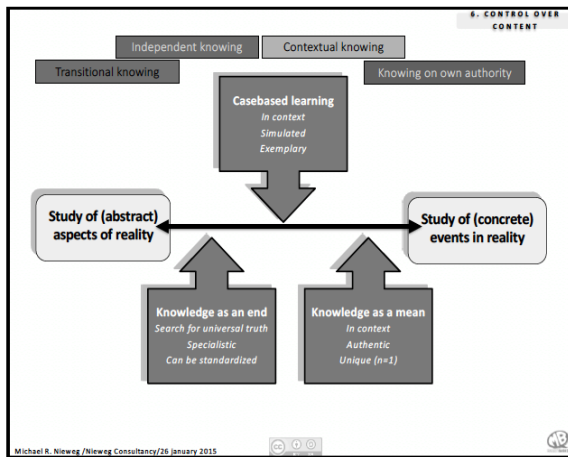 6. CONTROL OVER
CONTENT
Independent knowing
Contextual knowing
Transitional knowing
Knowing on own authority
Casebased learning
In context
Simulated
Exemplary
Study of (abstract)
aspects of reality
Study of (concrete)
events in reality
Knowledge as an end
Search for universal truth
Specialistic
Can be standardized
Knowledge as a mean
In context
Authentic
Unique (n=1)
Michael R. Nieweg /Nieweg Consultancy/26 january 2015
cc